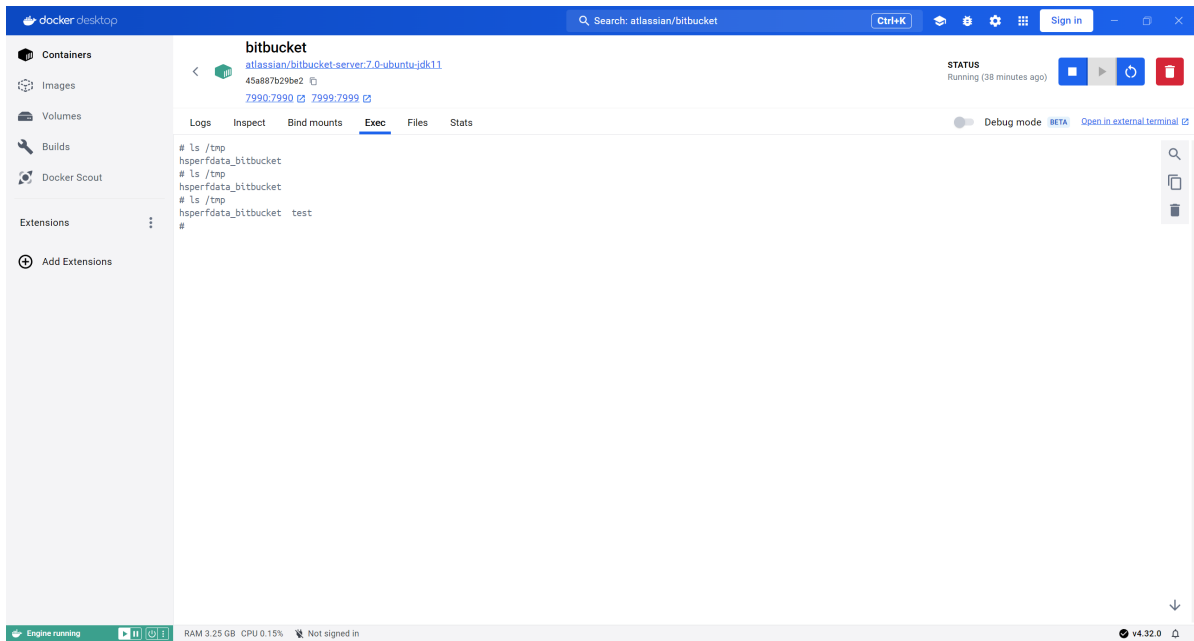 docker desktop
Search: atlassian/bitbucket
Ctrl+K
Sign in
Containers
Images
Volumes
Builds
Docker Scout
Extensions
Add Extensions
bitbucket
atlassian/bitbucket-server:7.0-ubuntu-jdk11
45a887b29be2
7990:7990 7999:7999
STATUS
Running (38 minutes ago)
Logs Inspect Bind mounts Exec Files Stats
Debug mode BETA Open in external terminal
# ls /tmp
hsperfdata_bitbucket
# ls /tmp
hsperfdata_bitbucket
# ls /tmp
hsperfdata_bitbucket  test
#
Engine running
RAM 3.25 GB CPU 0.15% Not signed in
v4.32.0